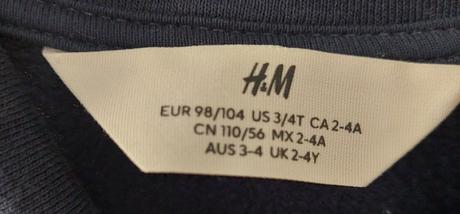 H&M
EUR 98/104 US 3/4T CA 2-4A
CN 110/56 MX 2-4A
AUS 3-4 UK 2-4Y